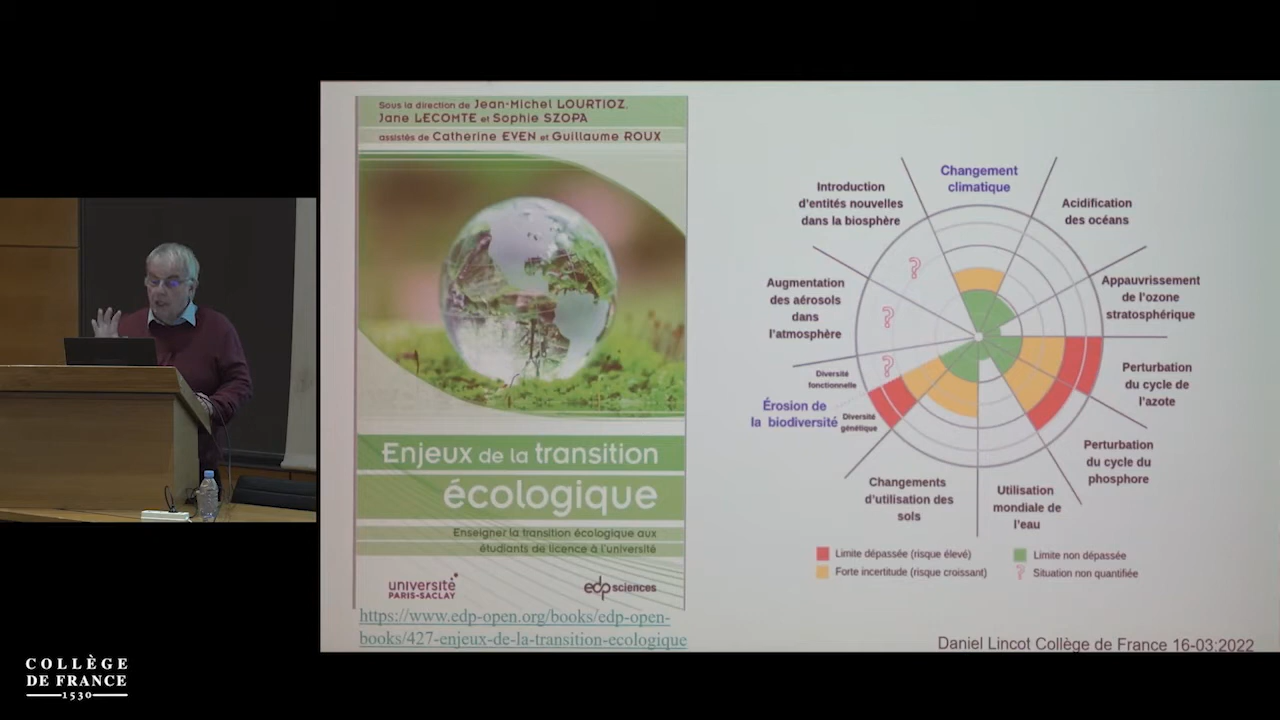 Sous la direction de Jean-Michel LOURTIOZ,
Jane LECOMTE et Sophie SZOPA
assistés de Catherine EVEN et Guillaume ROUX
Enjeux de la transition
écologique
Enseigner la transition écologique aux
étudiants de licence à l'université
université
PARIS-SACLAY
edp sciences
https://www.edp-open.org/books/edp-open-
books/427-enjeux-de-la-transition-ecologique
Changement
climatique
Acidification
des océans
Appauvrissement
de l'ozone
stratosphérique
Perturbation
du cycle de
l'azote
Perturbation
du cycle du
phosphore
Utilisation
mondiale de
l'eau
Changements
d'utilisation des
sols
Érosion de
la biodiversité
Diversité
génétique
Diversité
fonctionnelle
Augmentation
des aérosols
dans
l'atmosphère
Introduction
d'entités nouvelles
dans la biosphère
?
?
?
Limite dépassée (risque élevé)
Forte incertitude (risque croissant)
Limite non dépassée
? Situation non quantifiée
Daniel Lincot Collège de France 16-03:2022
COLLÈGE
DE FRANCE
1530